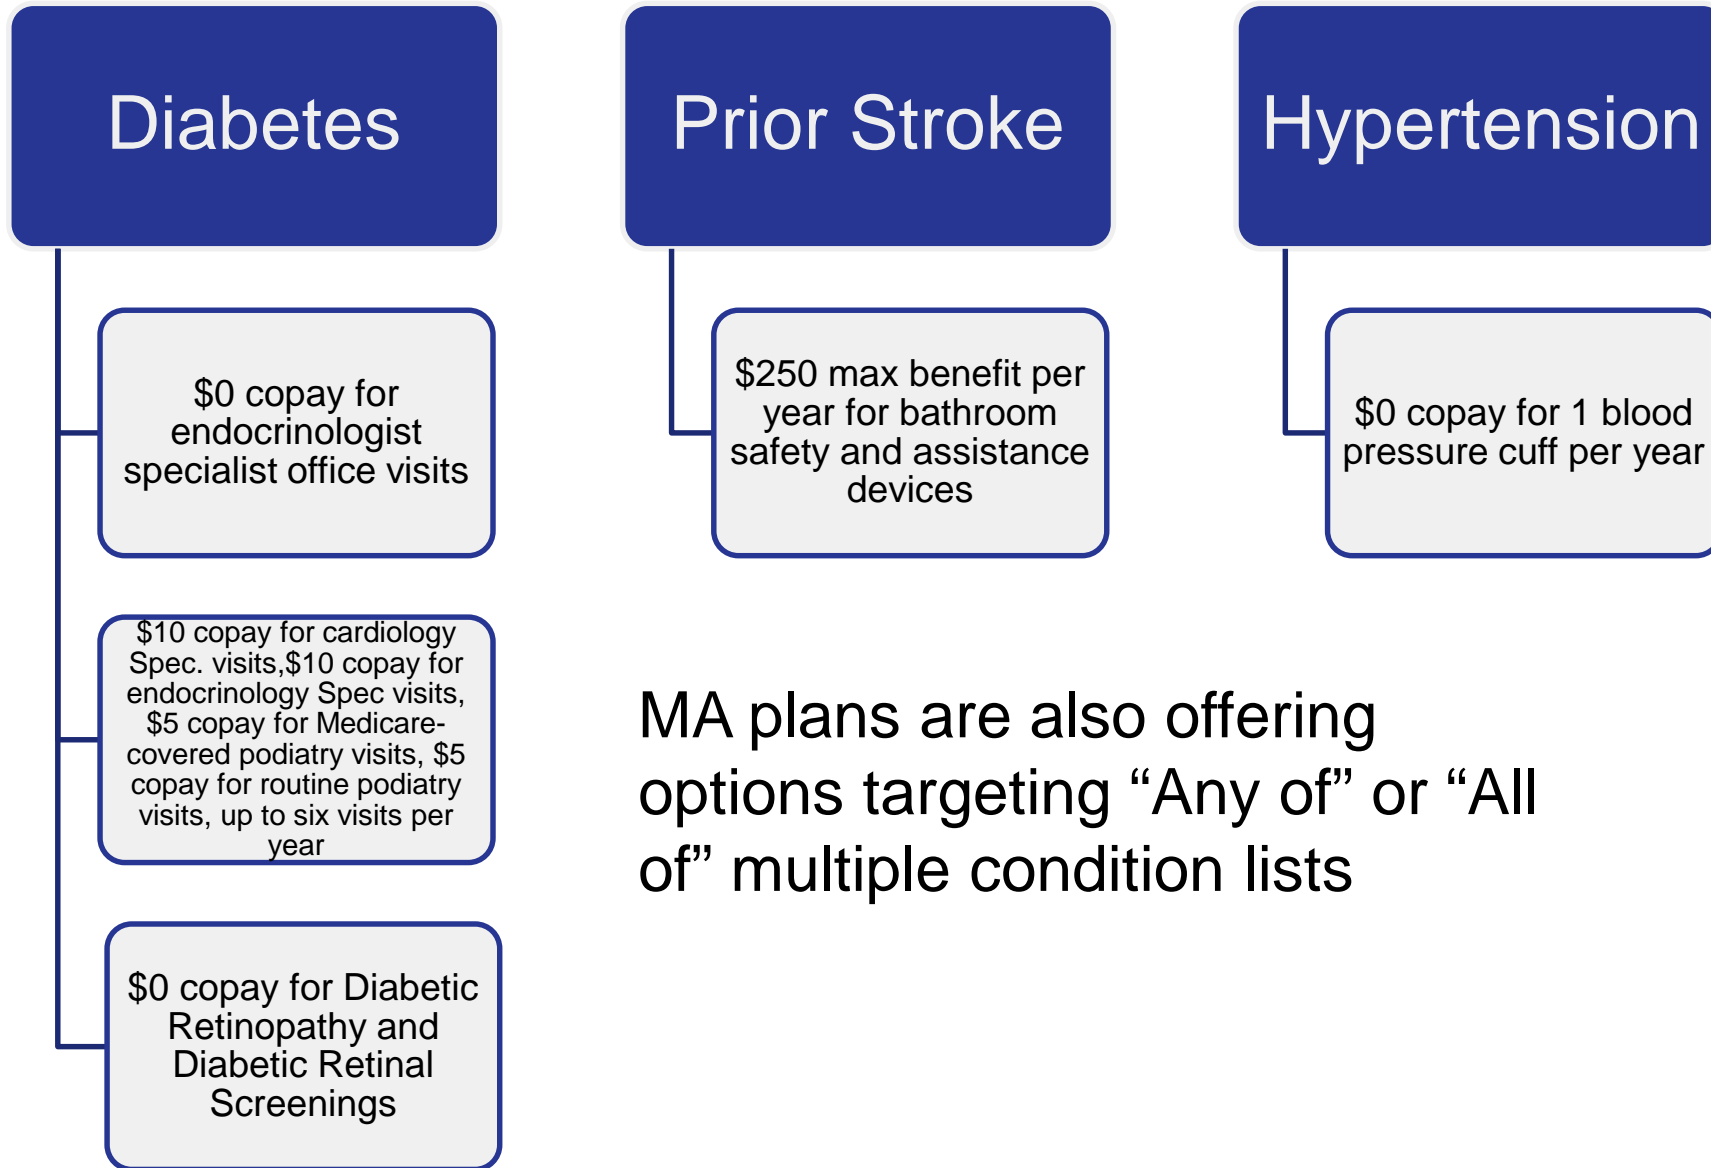 Diabetes
$0 copay for
endocrinologist
specialist office visits
$10 copay for cardiology
Spec. visits,$10 copay for
endocrinology Spec visits,
$5 copay for Medicare-
covered podiatry visits, $5
copay for routine podiatry
visits, up to six visits per
year
$0 copay for Diabetic
Retinopathy and
Diabetic Retinal
Screenings
Prior Stroke
$250 max benefit per
year for bathroom
safety and assistance
devices
Hypertension
$0 copay for 1 blood
pressure cuff per year
MA plans are also offering
options targeting “Any of” or “All
of” multiple condition lists